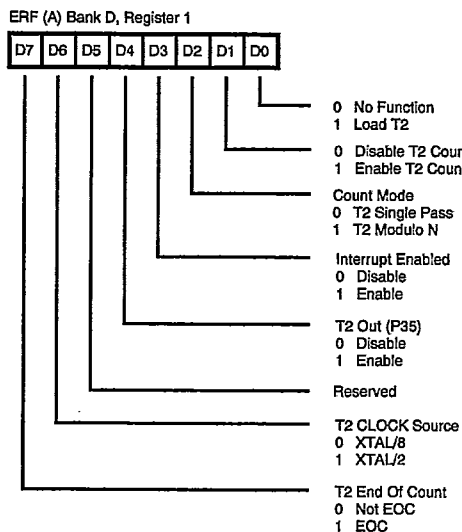 ERF (A) Bank D, Register 1
D7 D6 D5 D4 D3 D2 D1 D0
0 No Function
1 Load T2
0 Disable T2 Cour
1 Enable T2 Coun
Count Mode
0 T2 Single Pass
1 T2 Modulo N
Interrupt Enabled
0 Disable
1 Enable
T2 Out (P35)
0 Disable
1 Enable
Reserved
T2 CLOCK Source
0 XTAL/8
1 XTAL/2
T2 End Of Count
0 Not EOC
1 EOC